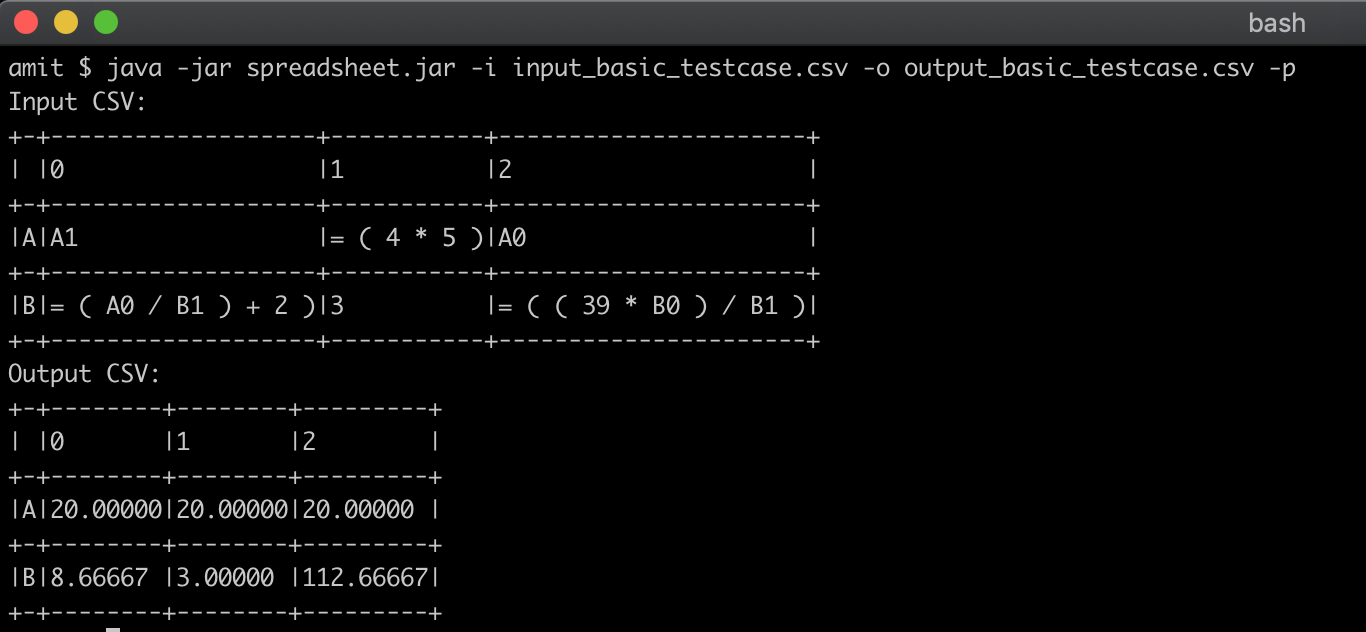 bash
amit $ java -jar spreadsheet.jar -i input_basic_testcase.csv -o output_basic_testcase.csv -p
Input CSV:
+-+-------------------+-----------+----------------------+
| |0                  |1          |2                     |
+-+-------------------+-----------+----------------------+
|A|A1                 |= ( 4 * 5 )|A0                    |
+-+-------------------+-----------+----------------------+
|B|= ( A0 / B1 ) + 2 )|3          |= ( ( 39 * B0 ) / B1 )|
+-+-------------------+-----------+----------------------+
Output CSV:
+-+--------+--------+---------+
| |0       |1       |2        |
+-+--------+--------+---------+
|A|20.00000|20.00000|20.00000 |
+-+--------+--------+---------+
|B|8.66667 |3.00000 |112.66667|
+-+--------+--------+---------+